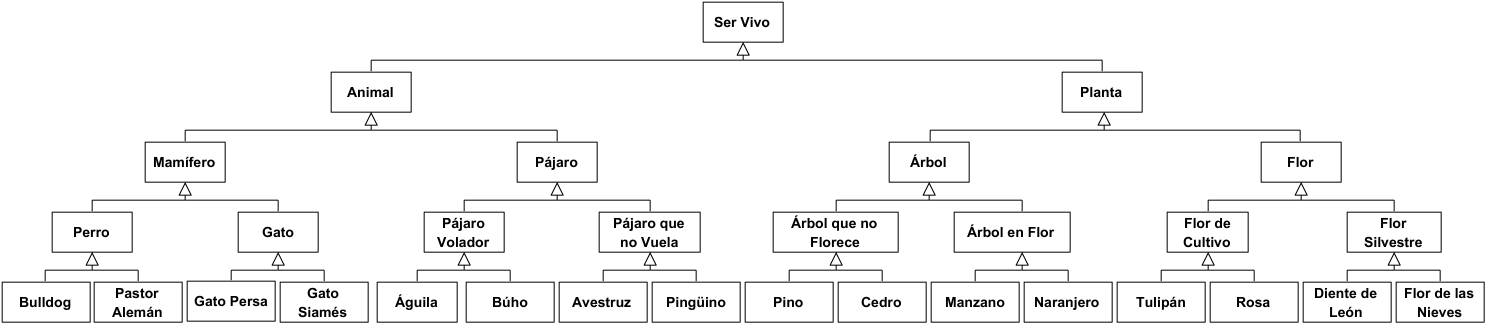 Ser Vivo
Animal
Planta
Mamífero
Pájaro
Árbol
Flor
Perro
Gato
Pájaro
Volador
Pájaro que
no Vuela
Árbol que no
Florece
Árbol en Flor
Flor de
Cultivo
Flor
Silvestre
Bulldog
Pastor
Alemán
Gato Persa
Gato
Siamés
Águila
Búho
Avestruz
Pingüino
Pino
Cedro
Manzano
Naranjero
Tulipán
Rosa
Diente de
León
Flor de las
Nieves